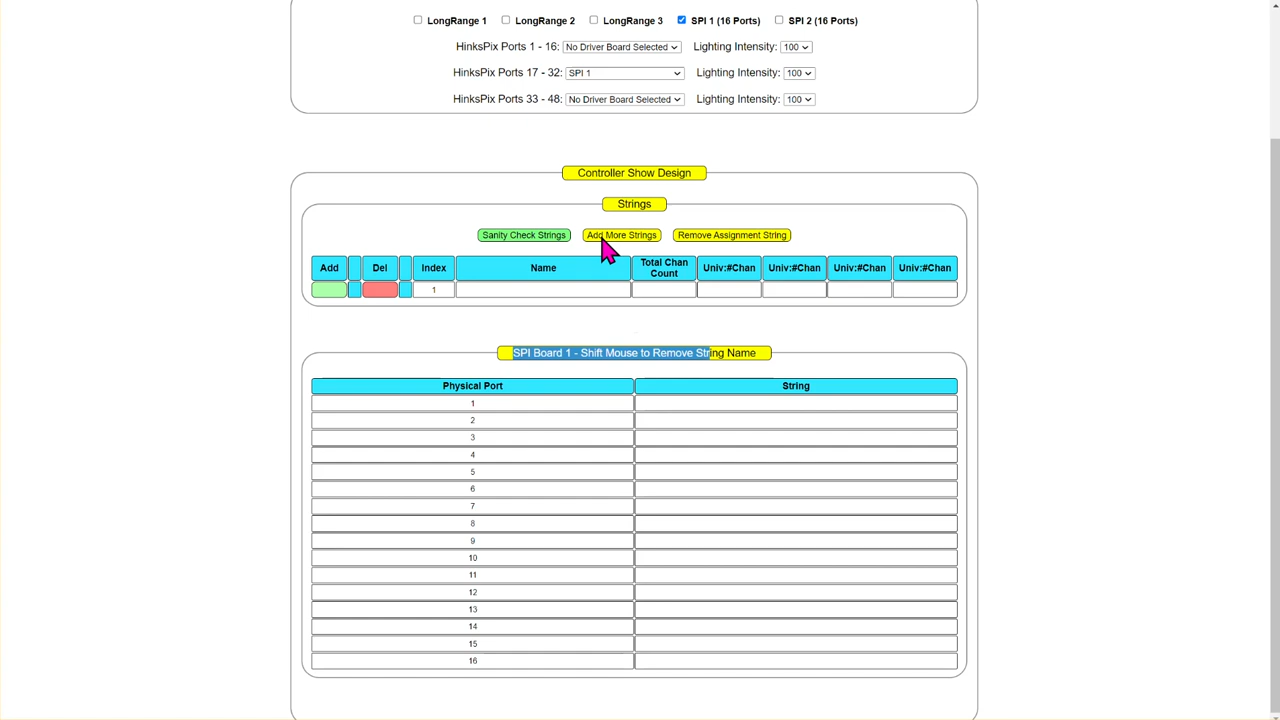 LongRange 1 LongRange 2 LongRange 3 SPI 1 (16 Ports) SPI 2 (16 Ports)
HinksPix Ports 1 - 16: No Driver Board Selected Lighting Intensity: 100
HinksPix Ports 17 - 32: SPI 1 Lighting Intensity: 100
HinksPix Ports 33 - 48: No Driver Board Selected Lighting Intensity: 100
Controller Show Design
Strings
Sanity Check Strings Add More Strings Remove Assignment String
Add Del Index Name Total Chan Count Univ:#Chan Univ:#Chan Univ:#Chan Univ:#Chan
1
SPI Board 1 - Shift Mouse to Remove String Name
Physical Port String
1
2
3
4
5
6
7
8
9
10
11
12
13
14
15
16